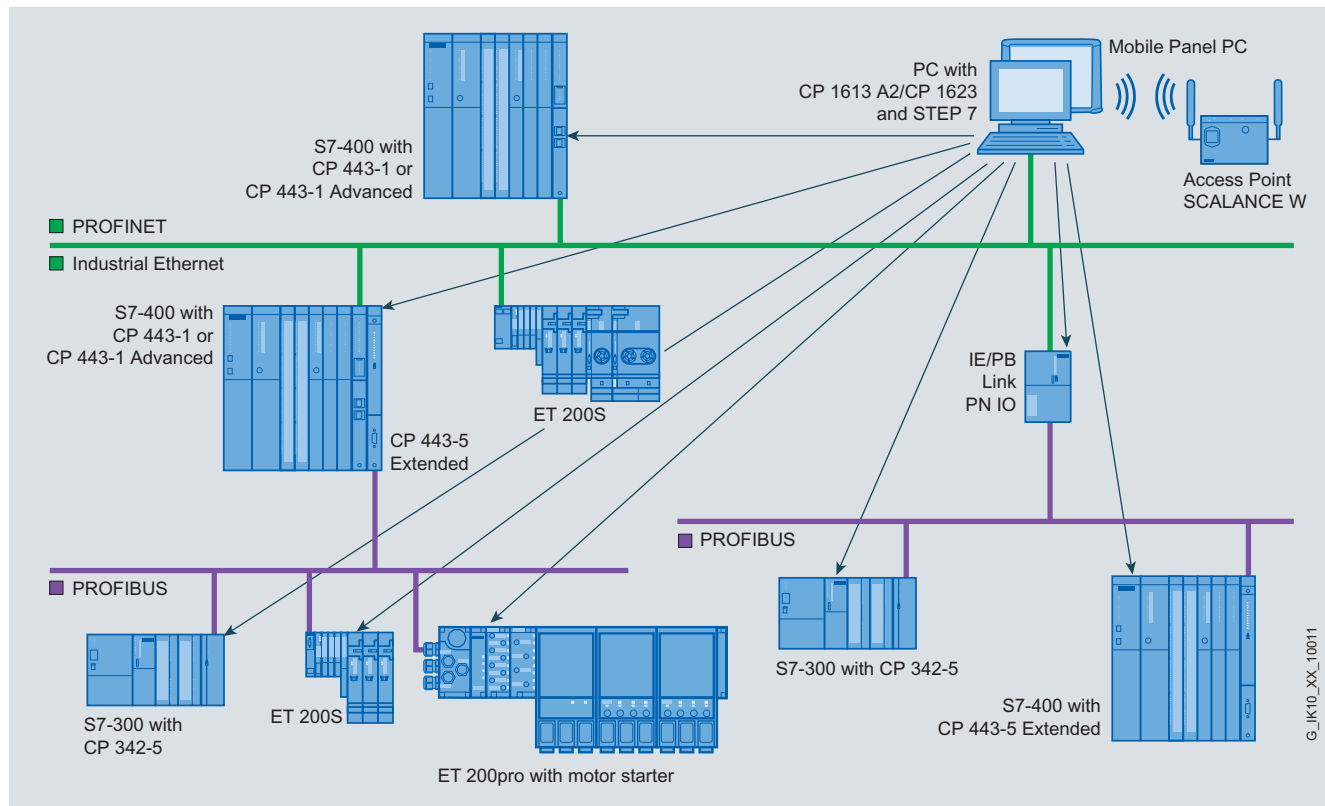 Mobile Panel PC
PC with
CP 1613 A2/CP 1623
and STEP 7
S7-400 with
CP 443-1 or
CP 443-1 Advanced
Access Point
SCALANCE W
PROFINET
Industrial Ethernet
S7-400 with
CP 443-1 or
CP 443-1 Advanced
IE/PB
Link
PN IO
ET 200S
CP 443-5
Extended
PROFIBUS
PROFIBUS
S7-300 with CP 342-5
S7-400 with
CP 443-5 Extended
S7-300 with
CP 342-5
ET 200S
ET 200pro with motor starter
G_IK10_XX_10011